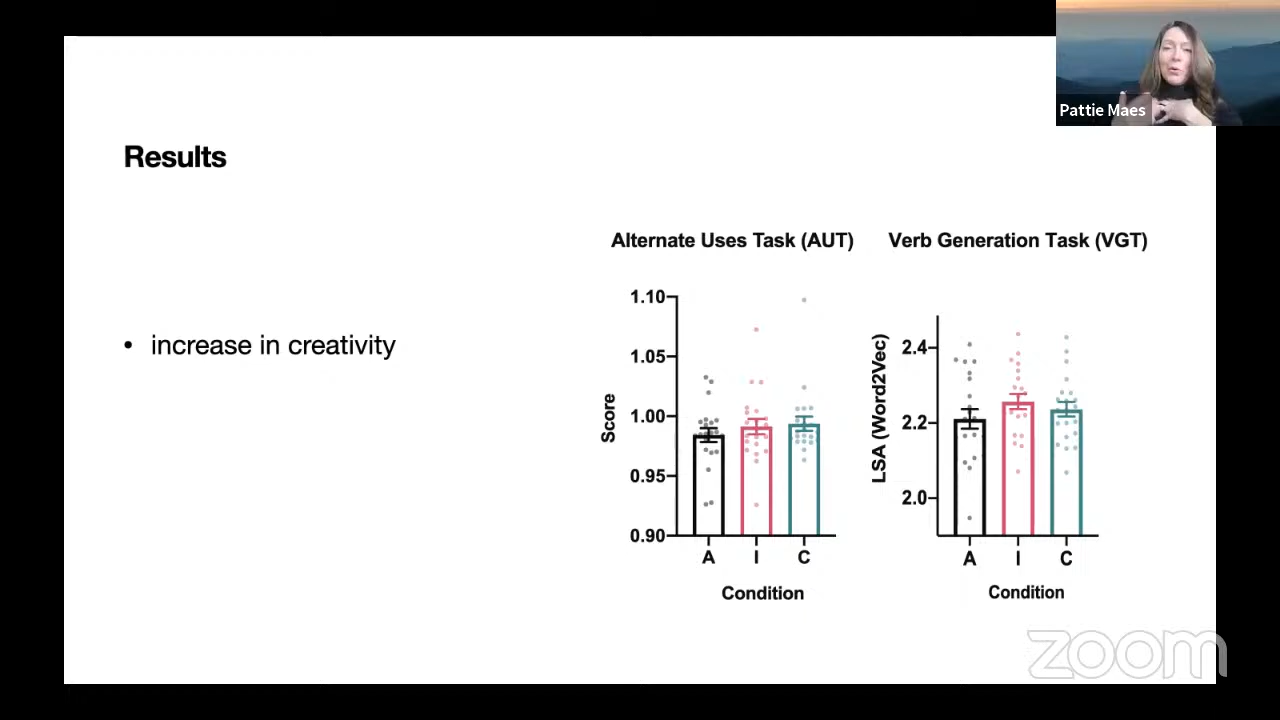 Pattie Maes
Results
• increase in creativity
Alternate Uses Task (AUT)
Score
1.10
1.05
1.00
0.95
0.90
A I C
Condition
Verb Generation Task (VGT)
LSA (Word2Vec)
2.4
2.2
2.0
A I C
Condition
zoom